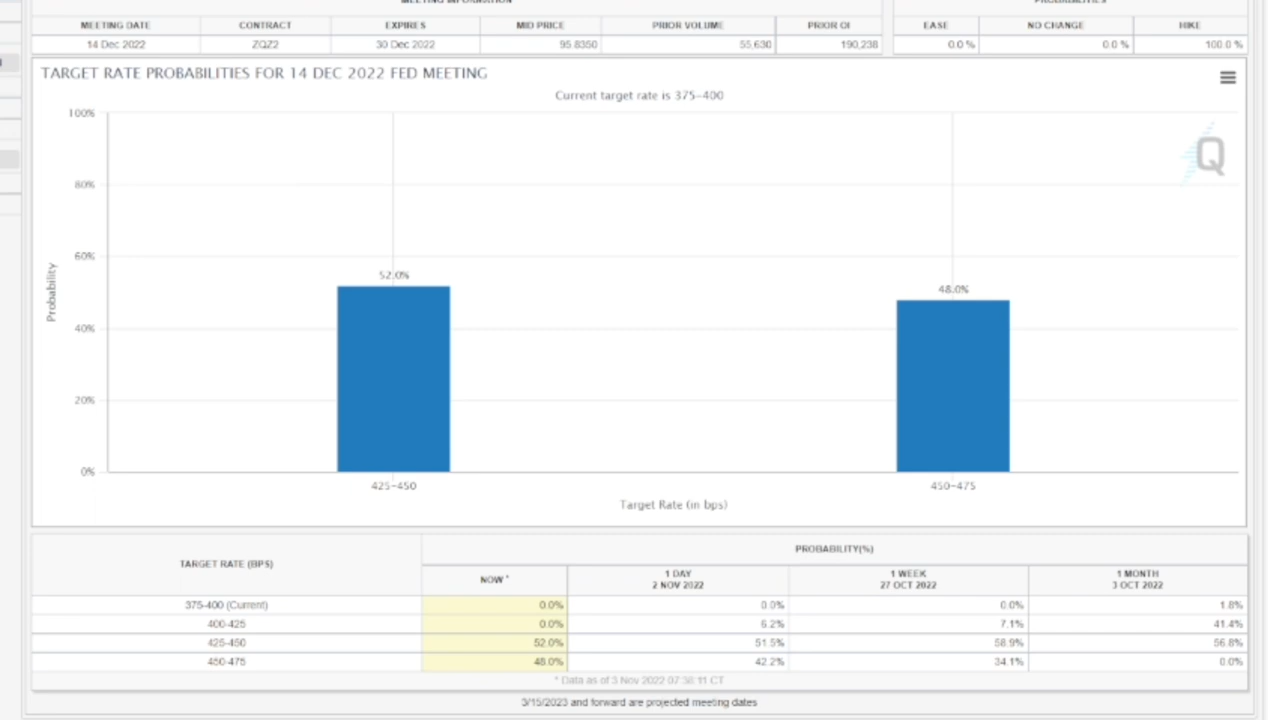 MEETING INFORMATION PROBABILITIES
MEETING DATE CONTRACT EXPIRES MID PRICE PRIOR VOLUME PRIOR OI EASE NO CHANGE HIKE
14 Dec 2022 ZQZ2 30 Dec 2022 95.8350 55,630 190,238 0.0 % 0.0 % 100.0 %
TARGET RATE PROBABILITIES FOR 14 DEC 2022 FED MEETING
Current target rate is 375-400
100%
Q
80%
60%
52.0%
48.0%
Probability
40%
20%
0%
425-450 450-475
Target Rate (in bps)
TARGET RATE (BPS) PROBABILITY(%)
NOW * 1 DAY 2 NOV 2022 1 WEEK 27 OCT 2022 1 MONTH 3 OCT 2022
375-400 (Current) 0.0% 0.0% 0.0% 1.8%
400-425 0.0% 6.2% 7.1% 41.4%
425-450 52.0% 51.5% 58.9% 56.8%
450-475 48.0% 42.2% 34.1% 0.0%
* Data as of 3 Nov 2022 07:38:11 CT
3/15/2023 and forward are projected meeting dates